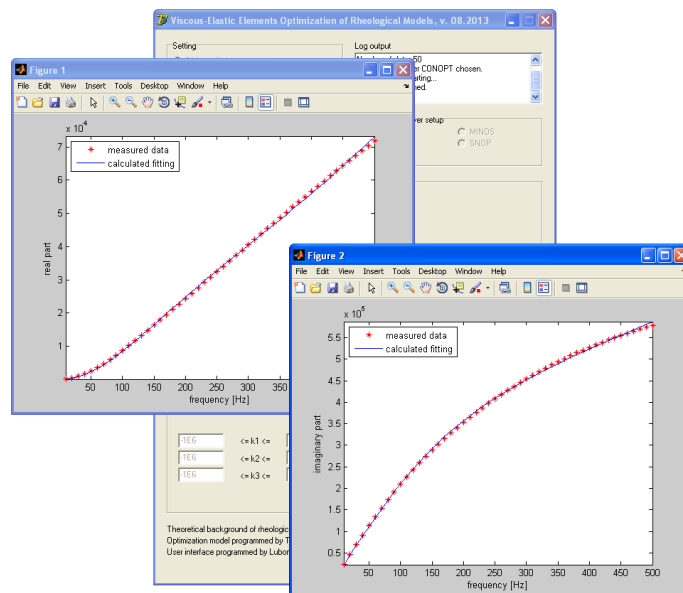 Viscous-Elastic Elements Optimization of Rheological Models, v. 08.2013
Setting
Log output
50
er CONOPT chosen.
arting...
ned.
ver setup
MINOS
SNOP
Figure 1
File Edit View Insert Tools Desktop Window Help
x 10^4
measured data
calculated fitting
7
6
5
4
3
2
1
real part
50 100 150 200 250 300 350
frequency [Hz]
Figure 2
File Edit View Insert Tools Desktop Window Help
x 10^5
measured data
calculated fitting
5.5
5
4.5
4
3.5
3
2.5
2
1.5
1
0.5
imaginary part
50 100 150 200 250 300 350 400 450 500
frequency [Hz]
-1E6 <= k1 <=
-1E6 <= k2 <=
-1E6 <= k3 <=
Theoretical background of rheologic
Optimization model programmed by T
User interface programmed by Lubor